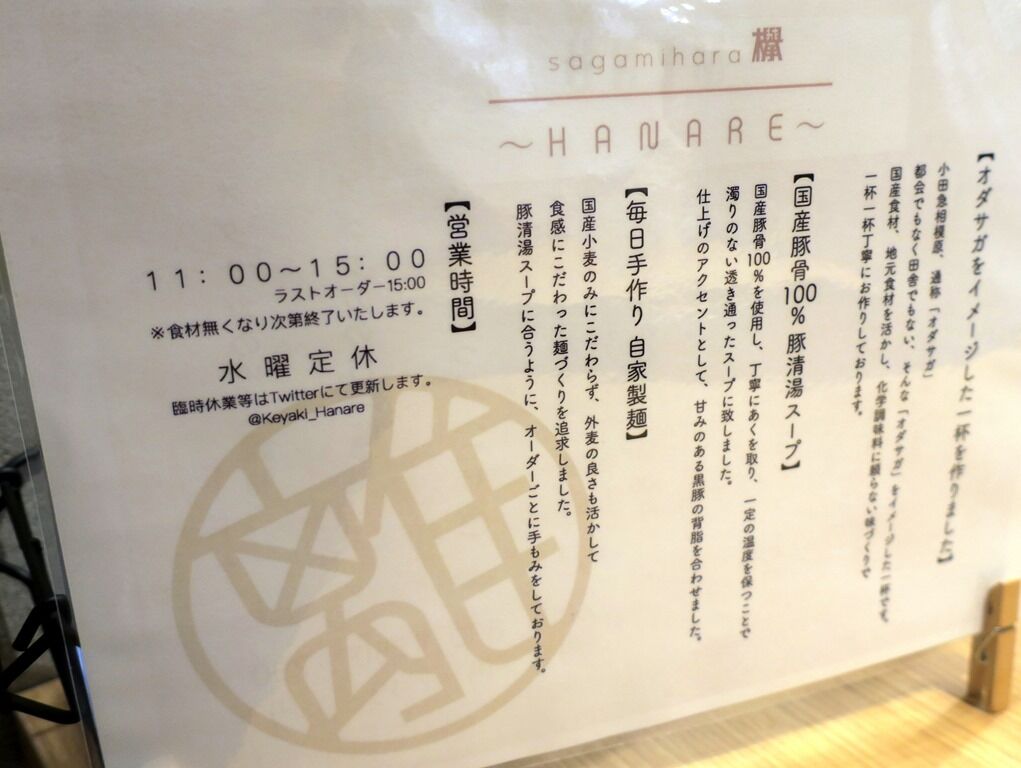 sagamihara 欅
～HANARE～
【オダサガをイメージした一杯を作りました】
小田急相模原、通称「オダサガ」
都会でもなく田舎でもない、そんな「オダサガ」をイメージした一杯です。
国産食材、地元食材を活かし、化学調味料に頼らない味づくりで
一杯一杯丁寧にお作りしております。
【国産豚骨100％豚清湯スープ】
国産豚骨100％を使用し、丁寧にあくを取り、一定の温度を保つことで
濁りのない透き通ったスープに致しました。
仕上げのアクセントとして、甘みのある黒豚の背脂を合わせました。
【毎日手作り自家製麺】
国産小麦のみにこだわらず、外麦の良さも活かして
食感にこだわった麺づくりを追求しました。
豚清湯スープに合うように、オーダーごとに手もみをしております。
【営業時間】
11：00～15：00
ラストオーダー15:00
※食材無くなり次第終了いたします。
水曜定休
臨時休業等はTwitterにて更新します。
@Keyaki_Hanare
離